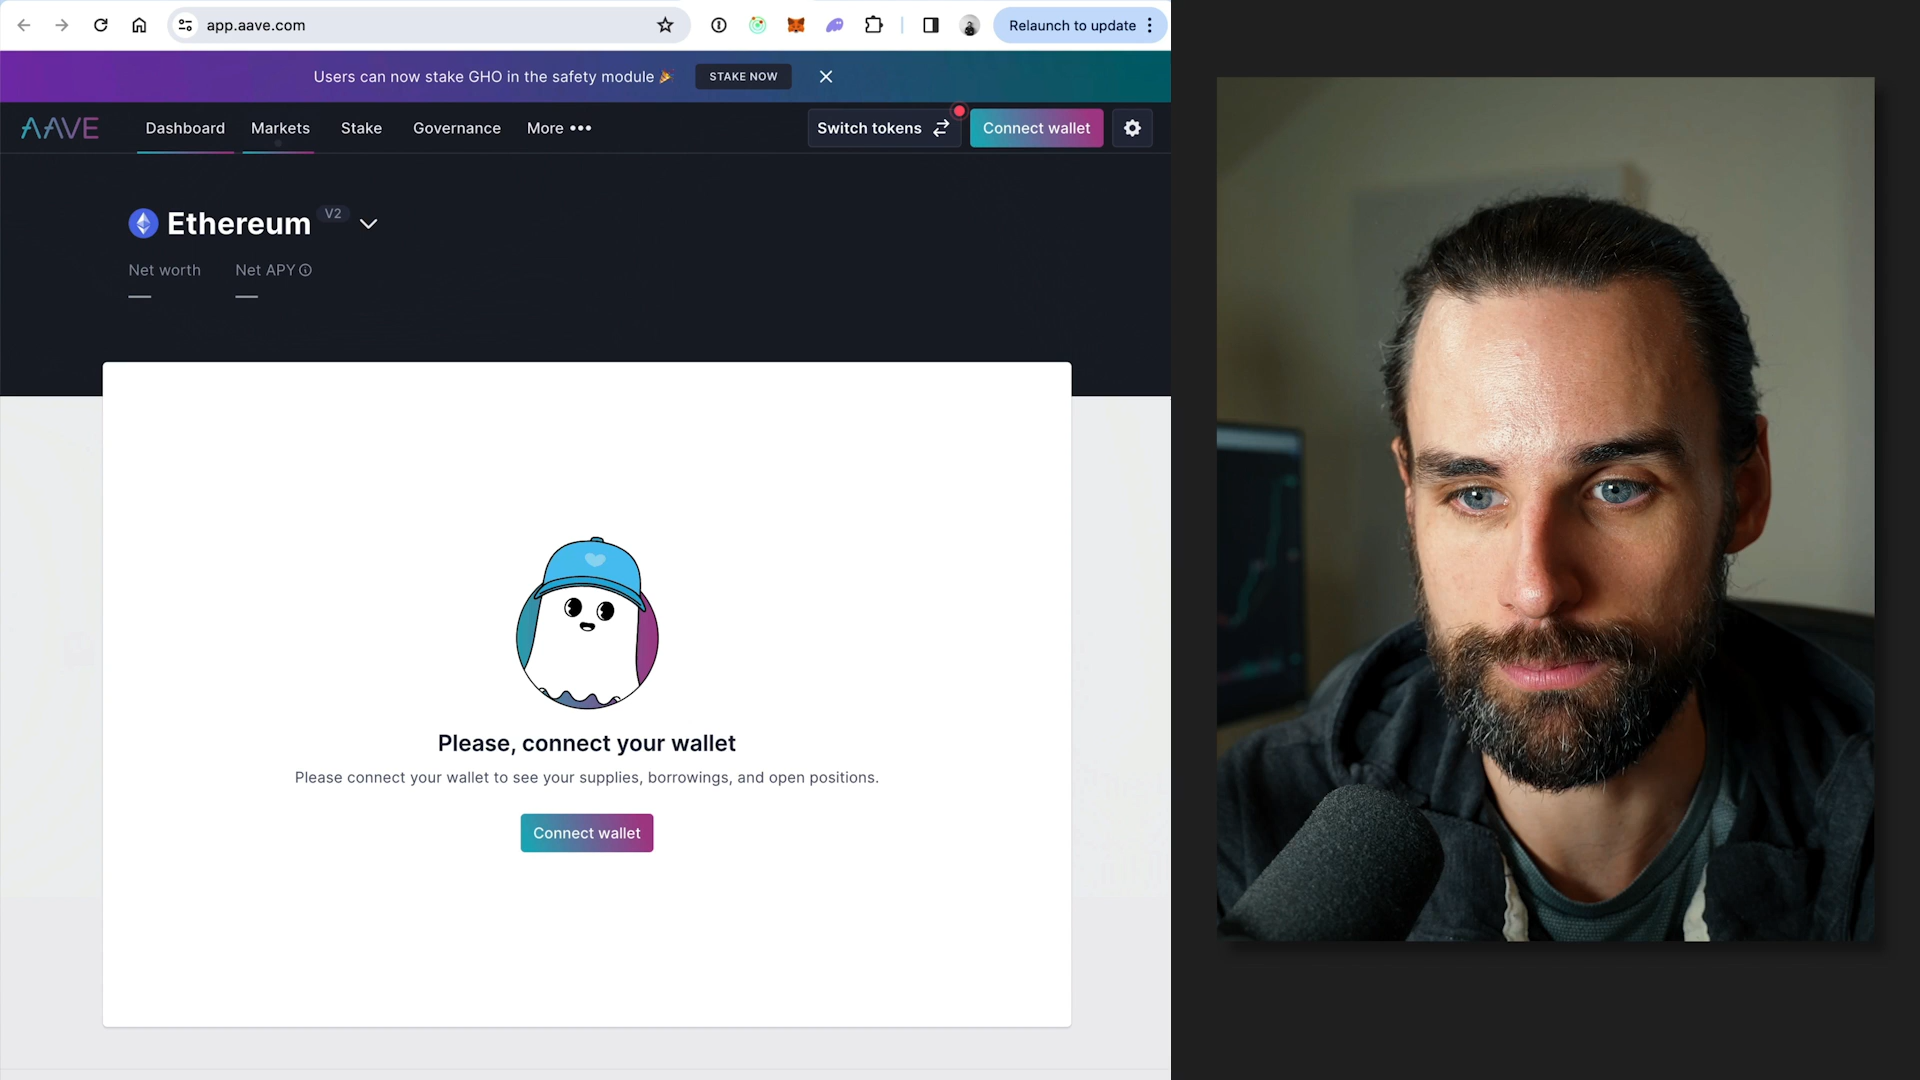 app.aave.com
Relaunch to update
Users can now stake GHO in the safety module 🎉
STAKE NOW
AAVE
Dashboard
Markets
Stake
Governance
More •••
Switch tokens
Connect wallet
Ethereum V2
Net worth
Net APY
—
—
Please, connect your wallet
Please connect your wallet to see your supplies, borrowings, and open positions.
Connect wallet